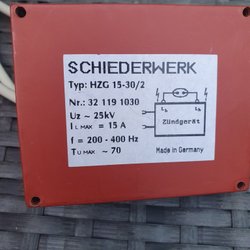 SCHIEDERWERK
Typ: HZG 15-30/2
Nr.: 32 119 1030
Uz ~ 25kV
IL MAX = 15 A
f = 200 - 400 Hz
TU MAX ~ 70
Zündgerät
Made in Germany